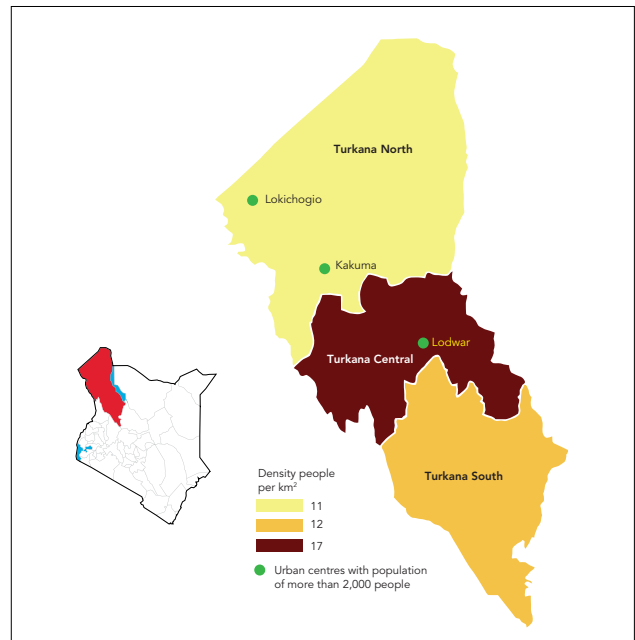 Turkana North
Lokichogio
Kakuma
Lodwar
Turkana Central
Turkana South
Density people
per km²
11
12
17
Urban centres with population
of more than 2,000 people